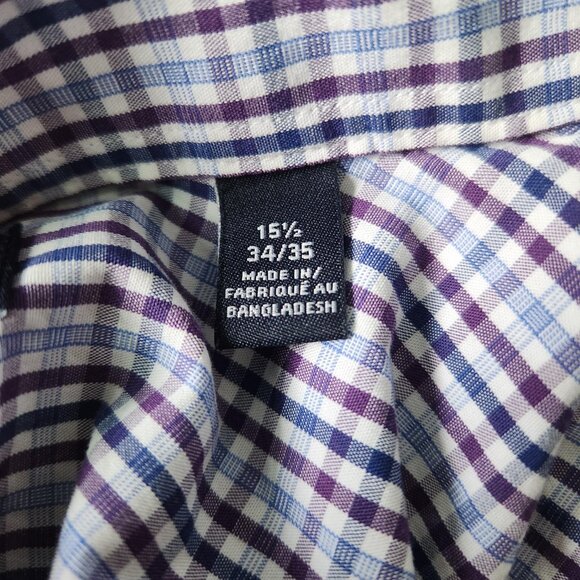 15½
34/35
MADE IN/
FABRIQUÉ AU
BANGLADESH